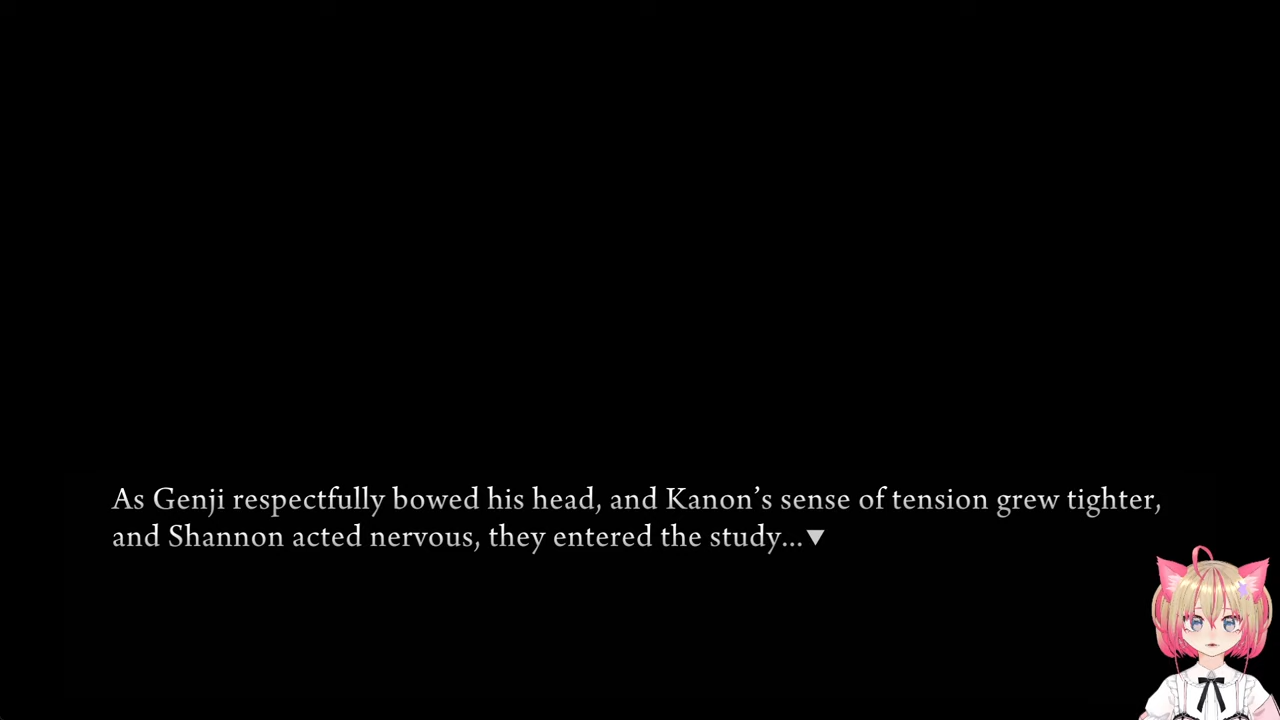 As Genji respectfully bowed his head, and Kanon’s sense of tension grew tighter,
and Shannon acted nervous, they entered the study...▼